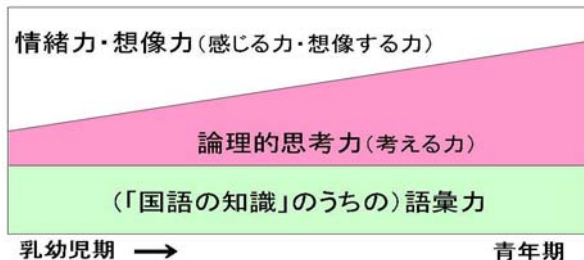 情緒力・想像力(感じる力・想像する力)
論理的思考力(考える力)
(「国語の知識」のうちの)語彙力
乳幼児期 → 青年期